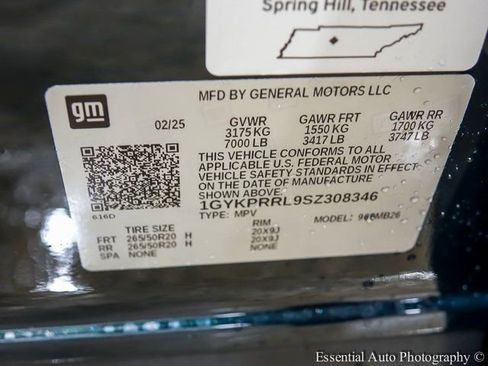 Spring Hill, Tennessee
gm
MFD BY GENERAL MOTORS LLC
02/25 GVWR GAWR FRT GAWR RR
3175 KG 1550 KG 1700 KG
7000 LB 3417 LB 3747 LB
THIS VEHICLE CONFORMS TO ALL
APPLICABLE U.S. FEDERAL MOTOR
VEHICLE SAFETY STANDARDS IN EFFECT
ON THE DATE OF MANUFACTURE
SHOWN ABOVE.
1GYKPRRL9SZ308346
616D
TYPE: MPV MODEL: MB26
TIRE SIZE RIM
FRT 265/50R20 H 20X9J
RR 265/50R20 H 20X9J
SPA NONE NONE
Essential Auto Photography ©